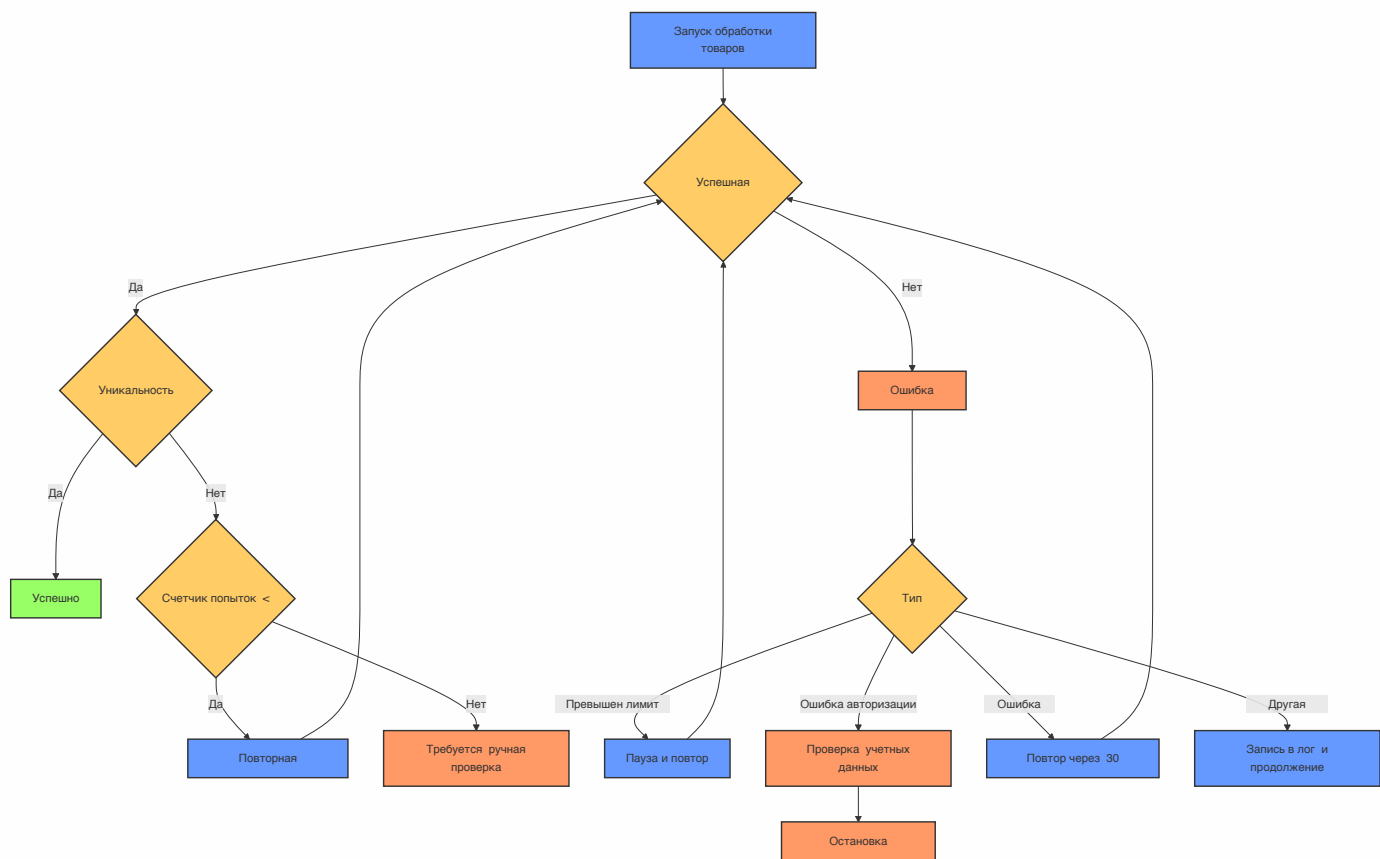 Запуск обработки
товаров
Успешная
Да
Нет
Уникальность
Ошибка
Да
Нет
Успешно
Счетчик попыток <
Тип
Да
Нет
Превышен лимит
Ошибка авторизации
Ошибка
Другая
Повторная
Требуется ручная
проверка
Пауза и повтор
Проверка учетных
данных
Повтор через 30
Запись в лог и
продолжение
Остановка